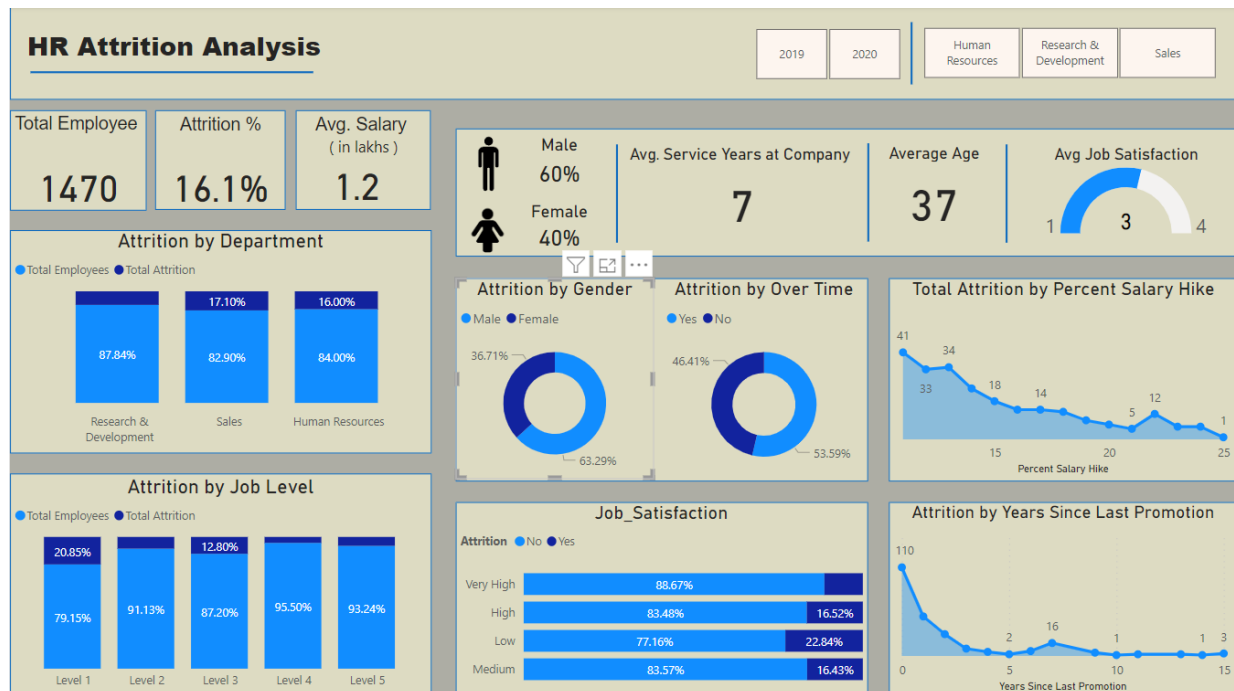 HR Attrition Analysis
2019
2020
Human
Resources
Research &
Development
Sales
Total Employee
1470
Attrition %
16.1%
Avg. Salary
( in lakhs )
1.2
Male
60%
Female
40%
Avg. Service Years at Company
7
Average Age
37
Avg Job Satisfaction
1
3
4
Attrition by Department
Total Employees Total Attrition
17.10% 16.00%
87.84% 82.90% 84.00%
Research &
Development
Sales
Human Resources
Attrition by Gender
Male Female
36.71%
63.29%
Attrition by Over Time
Yes No
46.41%
53.59%
Total Attrition by Percent Salary Hike
41
33
34
18
14
5
12
1
15 20 25
Percent Salary Hike
Attrition by Job Level
Total Employees Total Attrition
20.85% 12.80%
79.15% 91.13% 87.20% 95.50% 93.24%
Level 1 Level 2 Level 3 Level 4 Level 5
Job_Satisfaction
Attrition No Yes
Very High 88.67%
High 83.48% 16.52%
Low 77.16% 22.84%
Medium 83.57% 16.43%
Attrition by Years Since Last Promotion
110
2
16
1
1
3
0 5 10 15
Years Since Last Promotion